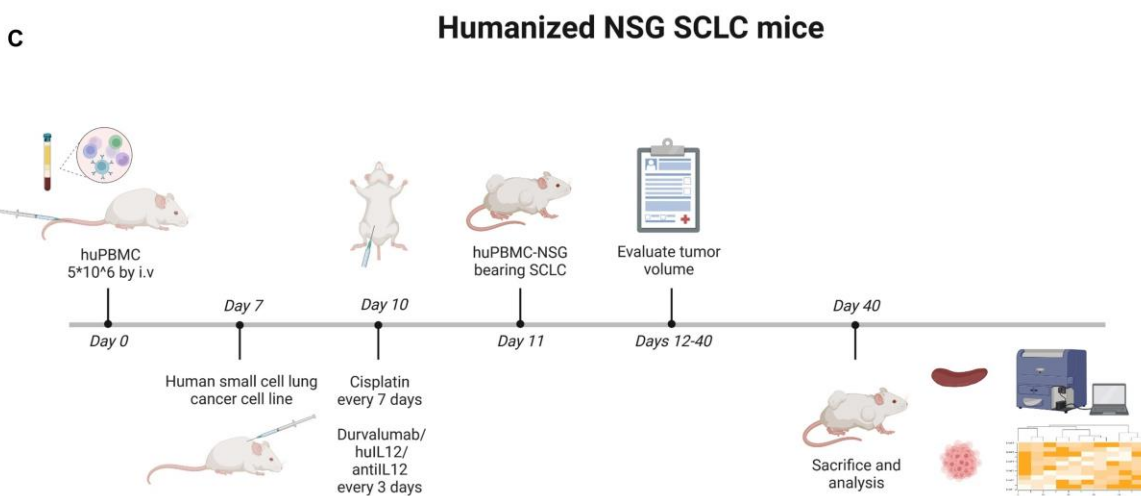 C
Humanized NSG SCLC mice
huPBMC
5*10^6 by i.v
Day 0
Day 7
Human small cell lung
cancer cell line
Day 10
Cisplatin
every 7 days
Durvalumab/
huIL12/
antiIL12
every 3 days
huPBMC-NSG
bearing SCLC
Day 11
Evaluate tumor
volume
Days 12-40
Day 40
Sacrifice and
analysis